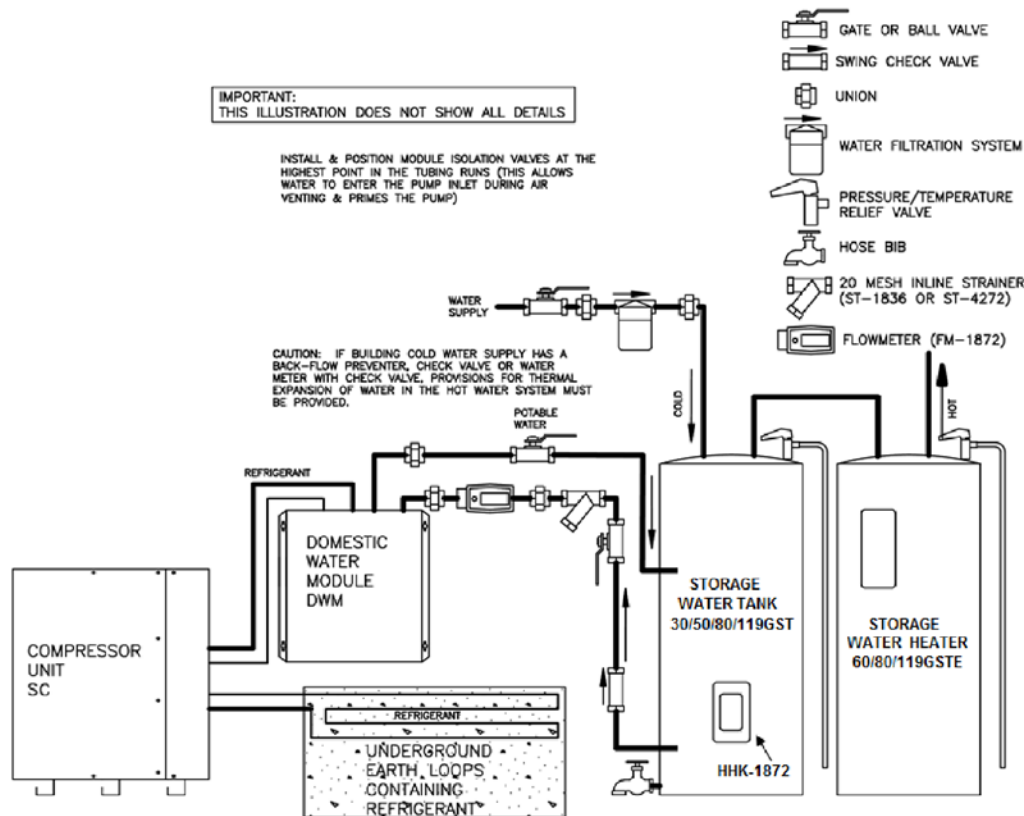 GATE OR BALL VALVE
SWING CHECK VALVE
UNION
WATER FILTRATION SYSTEM
PRESSURE/TEMPERATURE
RELIEF VALVE
HOSE BIB
20 MESH INLINE STRAINER
(ST-1836 OR ST-4272)
FLOWMETER (FM-1872)
IMPORTANT:
THIS ILLUSTRATION DOES NOT SHOW ALL DETAILS
INSTALL & POSITION MODULE ISOLATION VALVES AT THE
HIGHEST POINT IN THE TUBING RUNS (THIS ALLOWS
WATER TO ENTER THE PUMP INLET DURING AIR
VENTING & PRIMES THE PUMP)
WATER
SUPPLY
CAUTION: IF BUILDING COLD WATER SUPPLY HAS A
BACK-FLOW PREVENTER, CHECK VALVE OR WATER
METER WITH CHECK VALVE, PROVISIONS FOR THERMAL
EXPANSION OF WATER IN THE HOT WATER SYSTEM MUST
BE PROVIDED.
COLD
HOT
POTABLE
WATER
REFRIGERANT
DOMESTIC
WATER
MODULE
DWM
COMPRESSOR
UNIT
SC
STORAGE
WATER TANK
30/50/80/119GST
STORAGE
WATER HEATER
60/80/119GSTE
HHK-1872
REFRIGERANT
UNDERGROUND
EARTH LOOPS
CONTAINING
REFRIGERANT